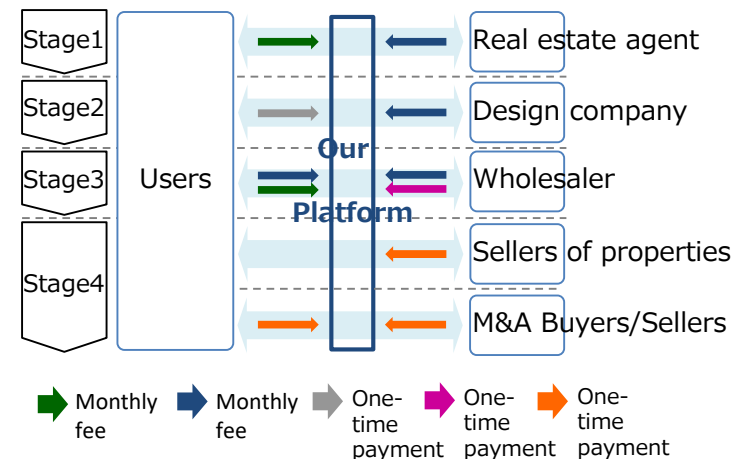 Stage1
Real estate agent
Stage2
Design company
Our
Platform
Stage3
Users
Wholesaler
Stage4
Sellers of properties
M&A Buyers/Sellers
Monthly
fee
Monthly
fee
One-
time
payment
One-
time
payment
One-
time
payment